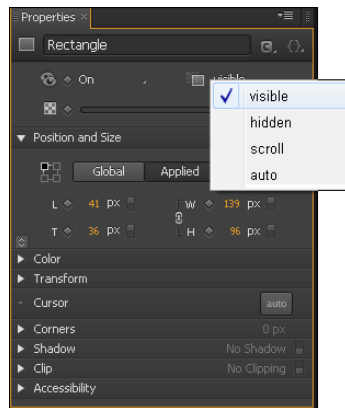 Properties ×
Rectangle
On
visible
visible
hidden
scroll
auto
Position and Size
Global Applied
L 41 px W 139 px
T 36 px H 96 px
Color
Transform
Cursor auto
Corners 0 px
Shadow No Shadow
Clip No Clipping
Accessibility